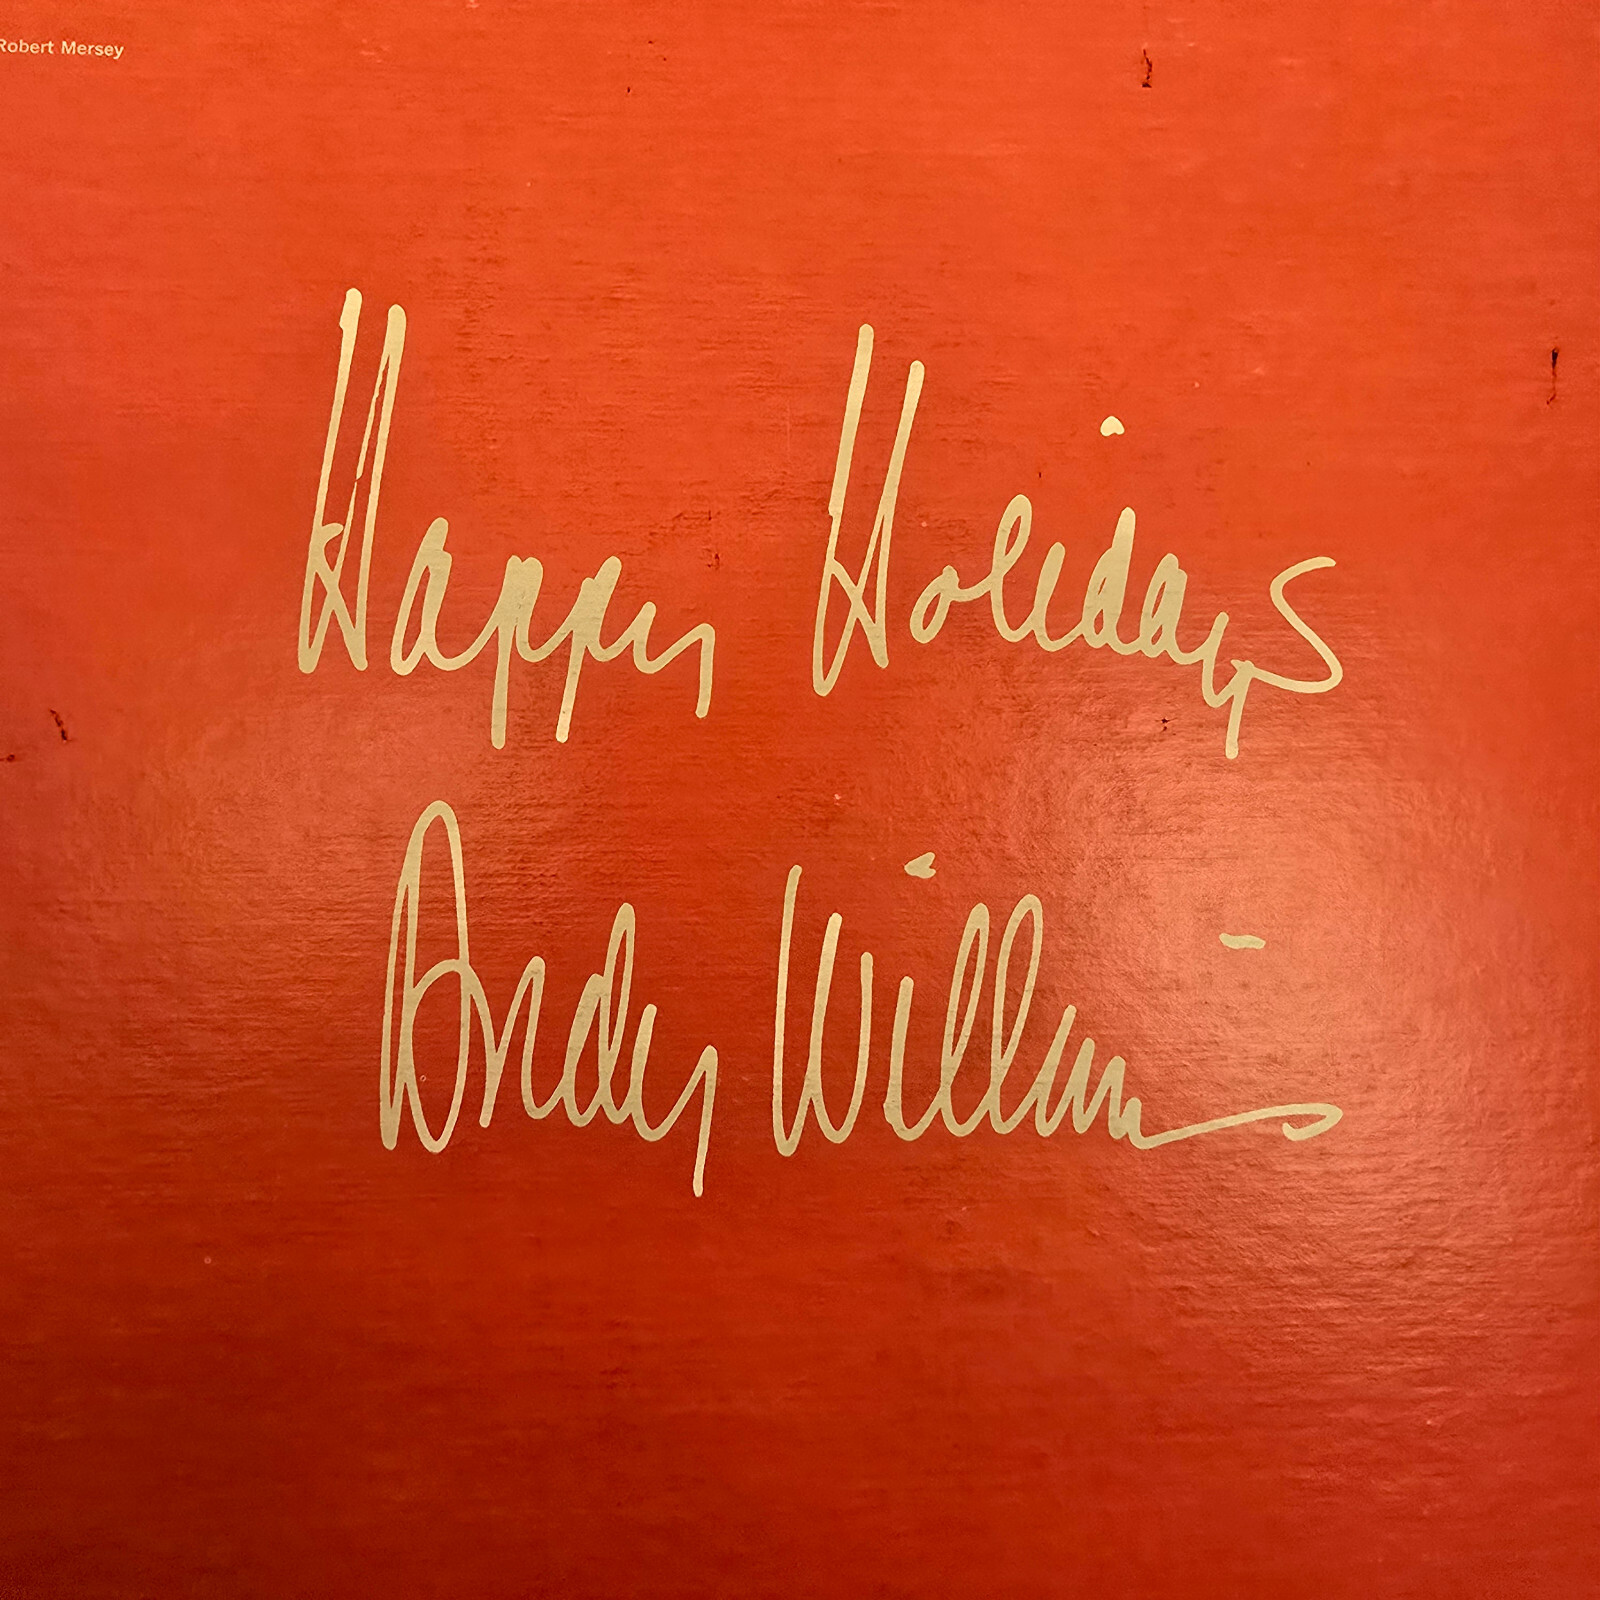 Robert Mersey
Happy Holidays
Andy Williams